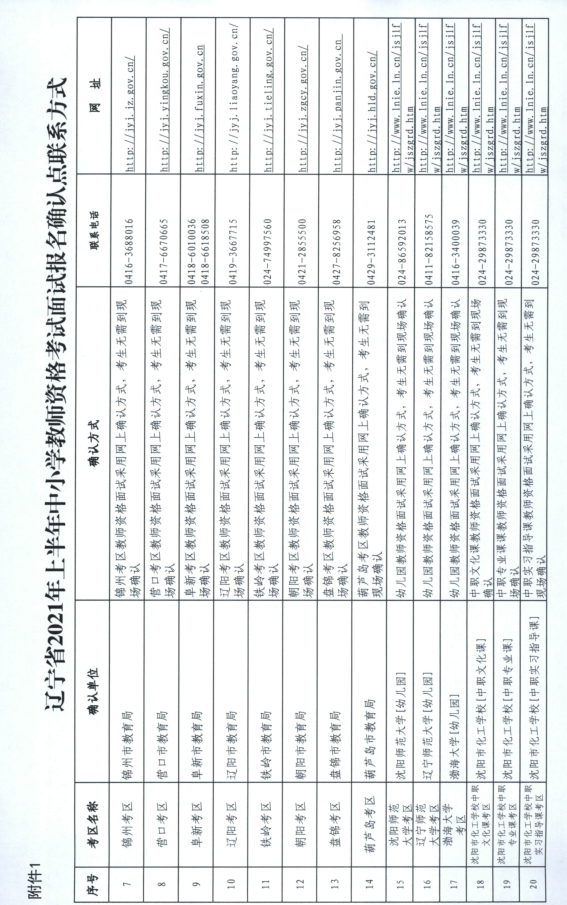 附件1
辽宁省2021年上半年中小学教师资格考试面试报名确认点联系方式
序号 考区名称 确认单位 确认方式 联系电话 网 址
7 锦州考区 锦州市教育局 锦州考区教师资格面试采用网上确认方式，考生无需到现
场确认 0416-3688016 http://jyj.jz.gov.cn/
8 营口考区 营口市教育局 营口考区教师资格面试采用网上确认方式，考生无需到现
场确认 0417-6670665 http://jyj.yingkou.gov.cn/
9 阜新考区 阜新市教育局 阜新考区教师资格面试采用网上确认方式，考生无需到现
场确认 0418-6010036
0418-6618508 http://jyj.fuxin.gov.cn
10 辽阳考区 辽阳市教育局 辽阳考区教师资格面试采用网上确认方式，考生无需到现
场确认 0419-3667715 http://jyj.liaoyang.gov.cn/
11 铁岭考区 铁岭市教育局 铁岭考区教师资格面试采用网上确认方式，考生无需到现
场确认 024-74997560 http://jyj.tieling.gov.cn/
12 朝阳考区 朝阳市教育局 朝阳考区教师资格面试采用网上确认方式，考生无需到现
场确认 0421-2855500 http://jyj.zgcy.gov.cn/
13 盘锦考区 盘锦市教育局 盘锦考区教师资格面试采用网上确认方式，考生无需到现
场确认 0427-8256958 http://jyj.panjin.gov.cn
14 葫芦岛考区 葫芦岛市教育局 葫芦岛考区教师资格面试采用网上确认方式，考生无需到
现场确认 0429-3112481 http://jyj.hld.gov.cn/
15 沈阳师范
大学考区 沈阳师范大学[幼儿园] 幼儿园教师资格面试采用网上确认方式，考生无需到现场确认 024-86592013 http://www.lnie.ln.cn/jsjlf
w/jszgrd.htm
16 辽宁师范
大学考区 辽宁师范大学[幼儿园] 幼儿园教师资格面试采用网上确认方式，考生无需到现场确认 0411-82158575 http://www.lnie.ln.cn/jsjlf
w/jszgrd.htm
17 渤海大学
考区 渤海大学[幼儿园] 幼儿园教师资格面试采用网上确认方式，考生无需到现场确认 0416-3400039 http://www.lnie.ln.cn/jsjlf
w/jszgrd.htm
18 沈阳市化工学校中职
文化课考区 沈阳市化工学校[中职文化课] 中职文化课教师资格面试采用网上确认方式，考生无需到现场
确认 024-29873330 http://www.lnie.ln.cn/jsjlf
w/jszgrd.htm
19 沈阳市化工学校中职
专业课考区 沈阳市化工学校[中职专业课] 中职专业课教师资格面试采用网上确认方式，考生无需到现
场确认 024-29873330 http://www.lnie.ln.cn/jsjlf
w/jszgrd.htm
20 沈阳市化工学校中职
实习指导课考区 沈阳市化工学校[中职实习指导课] 中职实习指导课教师资格面试采用网上确认方式，考生无需到
现场确认 024-29873330 http://www.lnie.ln.cn/jsjlf
w/jszgrd.htm